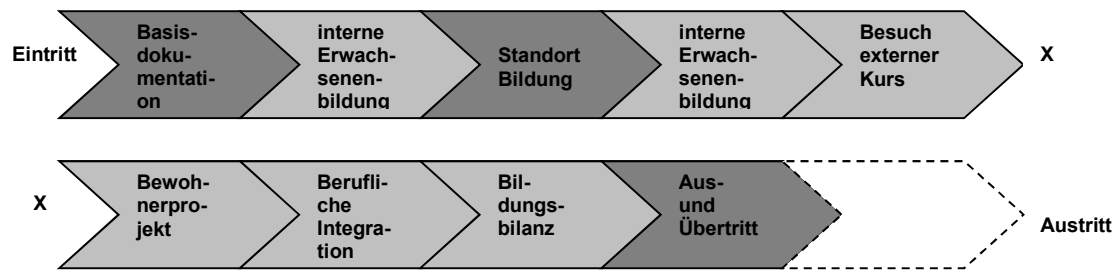 Eintritt
Basis-
doku-
mentati-
on
interne
Erwach-
senen-
bildung
Standort
Bildung
interne
Erwach-
senen-
bildung
Besuch
externer
Kurs
X
X
Bewoh-
nerpro-
jekt
Berufli-
che
Integra-
tion
Bil-
dungs-
bilanz
Aus-
und
Übertritt
Austritt